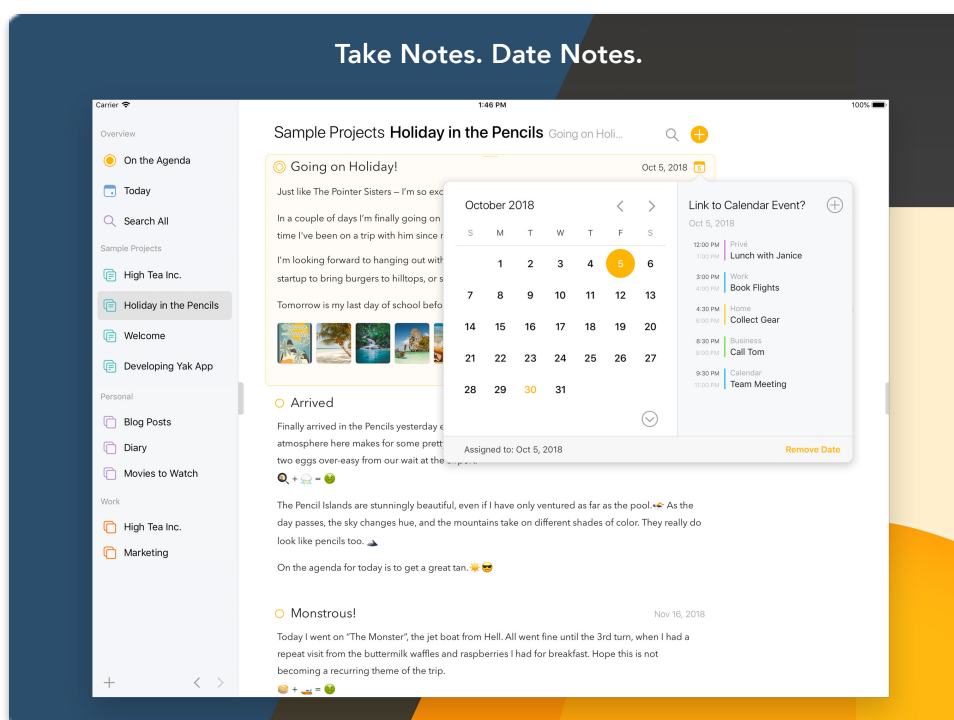 Take Notes. Date Notes.
Carrier
1:46 PM
100%
Overview
On the Agenda
Today
Search All
Sample Projects
High Tea Inc.
Holiday in the Pencils
Welcome
Developing Yak App
Personal
Blog Posts
Diary
Movies to Watch
Work
High Tea Inc.
Marketing
Sample Projects Holiday in the Pencils Going on Holi...
Going on Holiday!
Oct 5, 2018
Just like The Pointer Sisters – I'm so exc
In a couple of days I'm finally going on
time I've been on a trip with him since
I'm looking forward to hanging out with
startup to bring burgers to hilltops, or s
Tomorrow is my last day of school befo
October 2018
S M T W T F S
1 2 3 4 5 6
7 8 9 10 11 12 13
14 15 16 17 18 19 20
21 22 23 24 25 26 27
28 29 30 31
Assigned to: Oct 5, 2018
Remove Date
Link to Calendar Event?
Oct 5, 2018
12:00 PM Privé
1:00 PM Lunch with Janice
3:00 PM Work
4:00 PM Book Flights
4:30 PM Home
6:00 PM Collect Gear
8:30 PM Business
9:00 PM Call Tom
9:30 PM Calendar
11:00 PM Team Meeting
Arrived
Finally arrived in the Pencils yesterday e
atmosphere here makes for some prett
two eggs over-easy from our wait at the
🍳 + 🌧 = 🤢
The Pencil Islands are stunningly beautiful, even if I have only ventured as far as the pool. As the
day passes, the sky changes hue, and the mountains take on different shades of color. They really do
look like pencils too.
On the agenda for today is to get a great tan.☀️😎
Monstrous!
Nov 16, 2018
Today I went on “The Monster”, the jet boat from Hell. All went fine until the 3rd turn, when I had a
repeat visit from the buttermilk waffles and raspberries I had for breakfast. Hope this is not
becoming a recurring theme of the trip.
🥞 + 🚤 = 🤢